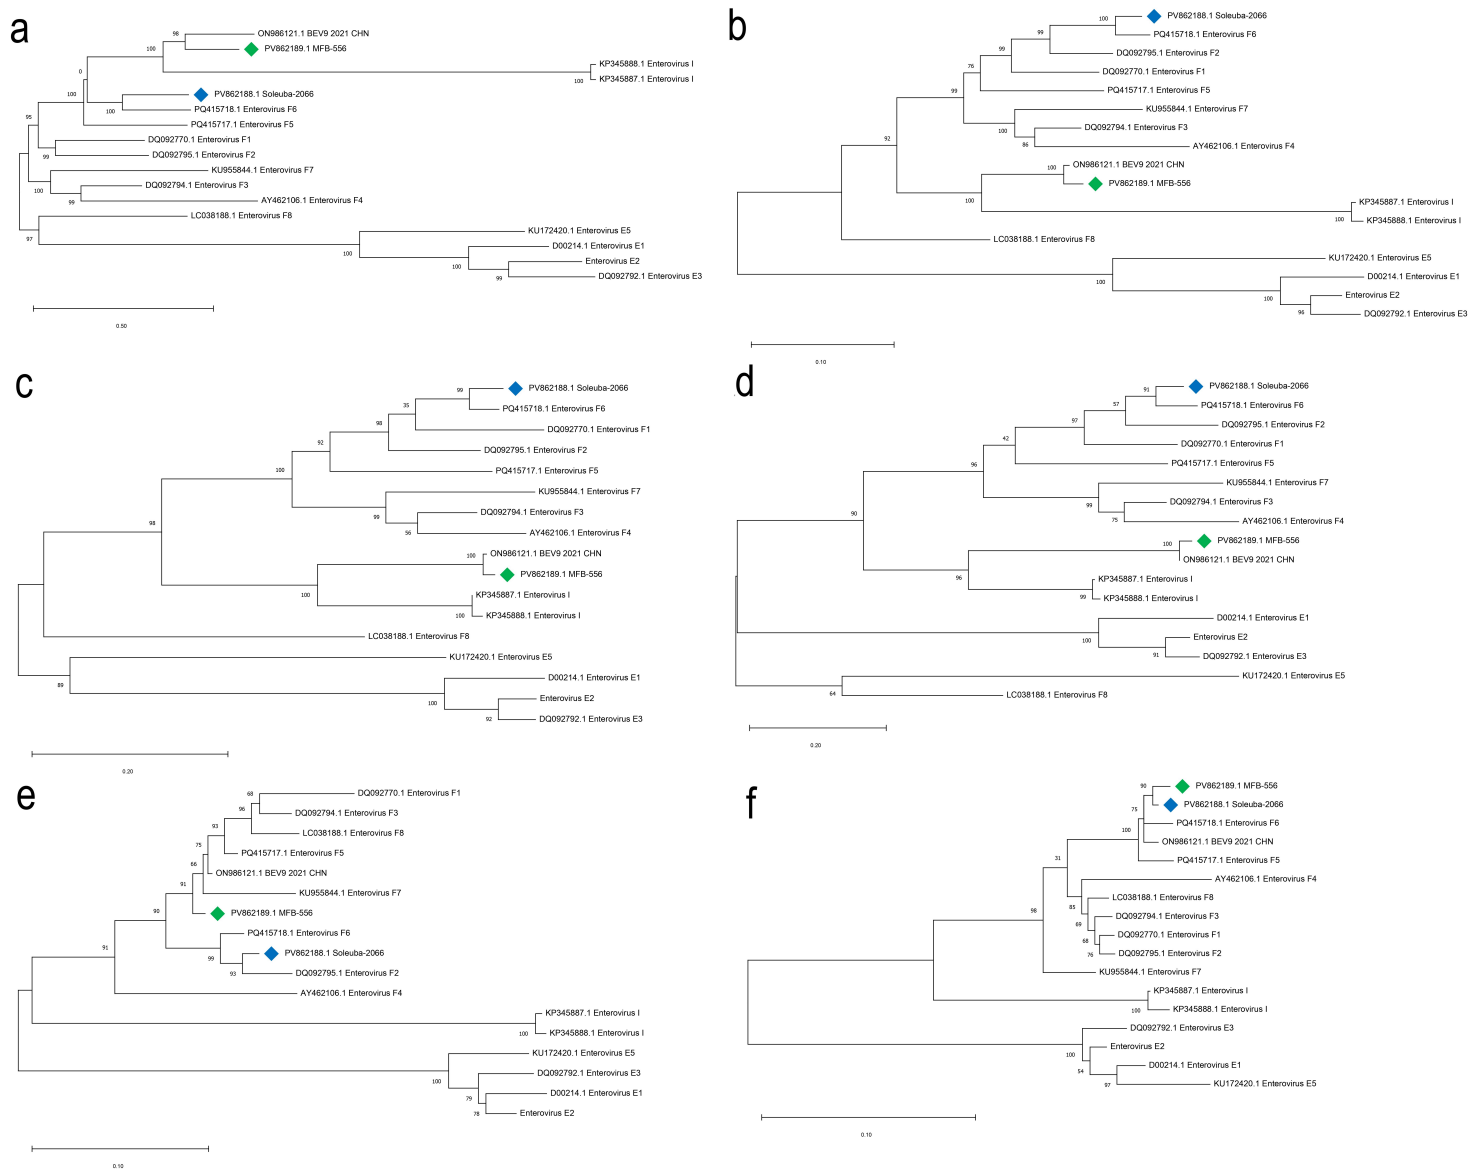 a
98
ON986121.1 BEV9 2021 CHN
PV862189.1 MFB-556
100
KP345888.1 Enterovirus I
KP345887.1 Enterovirus I
100
0
100
PV862188.1 Soleuba-2066
PQ415718.1 Enterovirus F6
100
PQ415717.1 Enterovirus F5
95
DQ092770.1 Enterovirus F1
DQ092795.1 Enterovirus F2
99
KU955844.1 Enterovirus F7
100
DQ092794.1 Enterovirus F3
AY462106.1 Enterovirus F4
99
LC038188.1 Enterovirus F8
97
KU172420.1 Enterovirus E5
100
D00214.1 Enterovirus E1
100
Enterovirus E2
DQ092792.1 Enterovirus E3
99
0.50
b
100
PV862188.1 Soleuba-2066
PQ415718.1 Enterovirus F6
99
DQ092795.1 Enterovirus F2
99
DQ092770.1 Enterovirus F1
76
PQ415717.1 Enterovirus F5
99
KU955844.1 Enterovirus F7
100
DQ092794.1 Enterovirus F3
86
AY462106.1 Enterovirus F4
92
ON986121.1 BEV9 2021 CHN
100
PV862189.1 MFB-556
100
KP345887.1 Enterovirus I
KP345888.1 Enterovirus I
100
LC038188.1 Enterovirus F8
KU172420.1 Enterovirus E5
100
D00214.1 Enterovirus E1
100
Enterovirus E2
96
DQ092792.1 Enterovirus E3
0.10
c
99
PV862188.1 Soleuba-2066
PQ415718.1 Enterovirus F6
35
DQ092770.1 Enterovirus F1
98
DQ092795.1 Enterovirus F2
92
PQ415717.1 Enterovirus F5
100
KU955844.1 Enterovirus F7
99
DQ092794.1 Enterovirus F3
56
AY462106.1 Enterovirus F4
98
ON986121.1 BEV9 2021 CHN
100
PV862189.1 MFB-556
100
KP345887.1 Enterovirus I
KP345888.1 Enterovirus I
100
LC038188.1 Enterovirus F8
KU172420.1 Enterovirus E5
89
D00214.1 Enterovirus E1
100
Enterovirus E2
92
DQ092792.1 Enterovirus E3
0.20
d
91
PV862188.1 Soleuba-2066
PQ415718.1 Enterovirus F6
57
DQ092795.1 Enterovirus F2
97
DQ092770.1 Enterovirus F1
42
PQ415717.1 Enterovirus F5
96
KU955844.1 Enterovirus F7
99
DQ092794.1 Enterovirus F3
75
AY462106.1 Enterovirus F4
90
PV862189.1 MFB-556
100
ON986121.1 BEV9 2021 CHN
96
KP345887.1 Enterovirus I
99
KP345888.1 Enterovirus I
D00214.1 Enterovirus E1
100
Enterovirus E2
91
DQ092792.1 Enterovirus E3
KU172420.1 Enterovirus E5
64
LC038188.1 Enterovirus F8
0.20
e
68
DQ092770.1 Enterovirus F1
96
DQ092794.1 Enterovirus F3
93
LC038188.1 Enterovirus F8
75
PQ415717.1 Enterovirus F5
66
ON986121.1 BEV9 2021 CHN
91
KU955844.1 Enterovirus F7
90
PV862189.1 MFB-556
PQ415718.1 Enterovirus F6
91
PV862188.1 Soleuba-2066
99
93
DQ092795.1 Enterovirus F2
AY462106.1 Enterovirus F4
KP345887.1 Enterovirus I
100
KP345888.1 Enterovirus I
KU172420.1 Enterovirus E5
100
DQ092792.1 Enterovirus E3
79
D00214.1 Enterovirus E1
78
Enterovirus E2
0.10
f
90
PV862189.1 MFB-556
75
PV862188.1 Soleuba-2066
100
PQ415718.1 Enterovirus F6
ON986121.1 BEV9 2021 CHN
31
PQ415717.1 Enterovirus F5
AY462106.1 Enterovirus F4
85
LC038188.1 Enterovirus F8
98
69
DQ092794.1 Enterovirus F3
68
DQ092770.1 Enterovirus F1
76
DQ092795.1 Enterovirus F2
KU955844.1 Enterovirus F7
KP345887.1 Enterovirus I
100
KP345888.1 Enterovirus I
DQ092792.1 Enterovirus E3
100
Enterovirus E2
54
D00214.1 Enterovirus E1
97
KU172420.1 Enterovirus E5
0.10